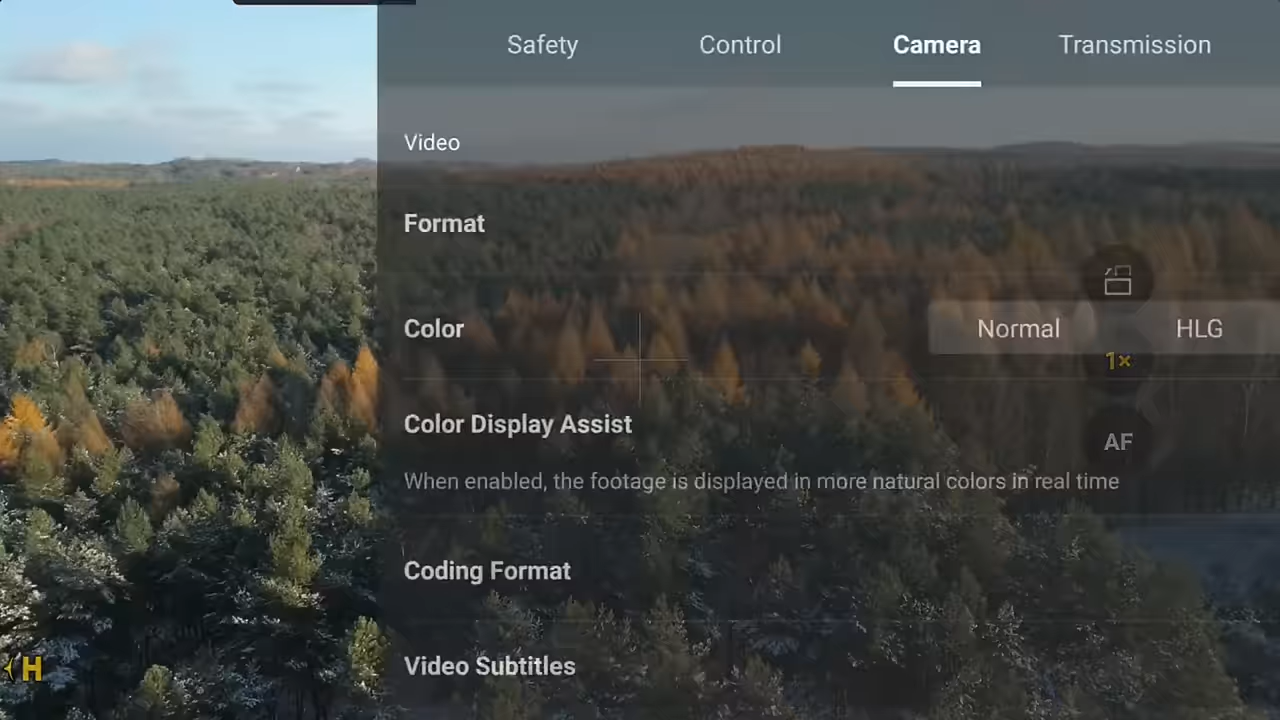 Safety Control Camera Transmission
Video
Format
Color Normal HLG
1×
Color Display Assist
AF
When enabled, the footage is displayed in more natural colors in real time
Coding Format
H
Video Subtitles